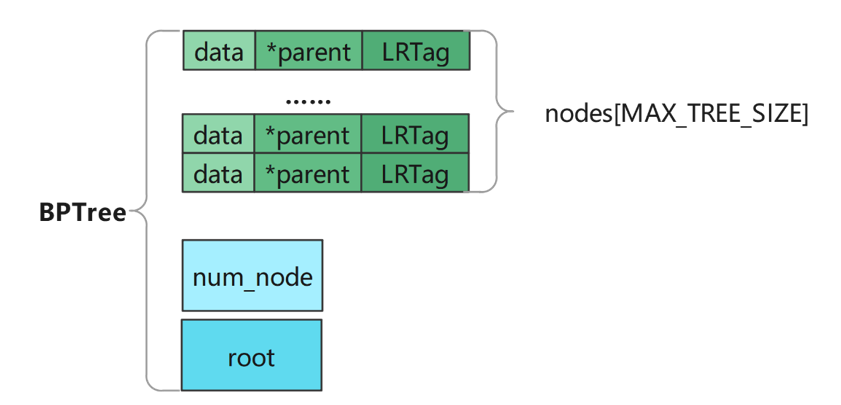 data *parent LRTag
......
nodes[MAX_TREE_SIZE]
data *parent LRTag
data *parent LRTag
BPTree
num_node
root